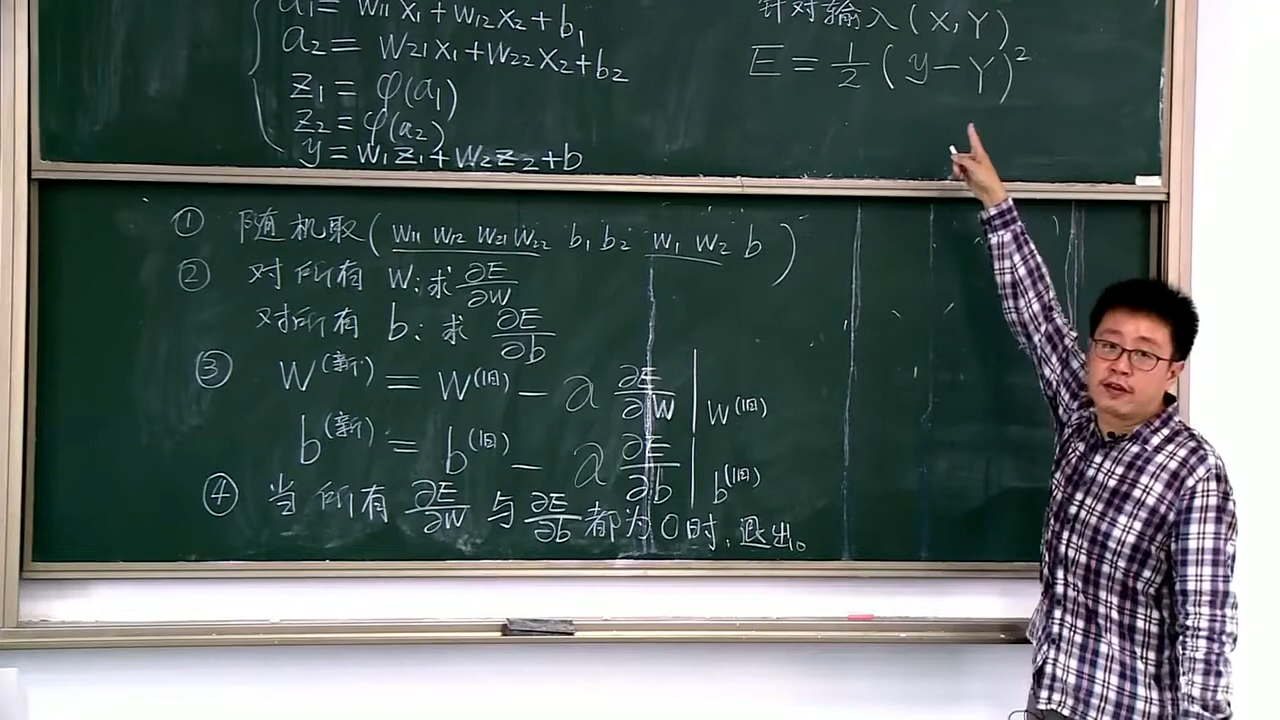 a₁= w₁₁x₁+w₁₂x₂+b₁
a₂= w₂₁x₁+w₂₂x₂+b₂
z₁= φ(a₁)
z₂=φ(a₂)
y=w₁z₁+w₂z₂+b
针对输入(X,Y)
E=1/2(y-Y)²
① 随机取(w₁₁ w₁₂ w₂₁ w₂₂ b₁ b₂ w₁ w₂ b)
② 对所有 w:求∂E/∂w
对所有 b:求 ∂E/∂b
③ w⁽新⁾=w⁽旧⁾-a ∂E/∂w|w⁽旧⁾
b⁽新⁾=b⁽旧⁾-a ∂E/∂b|b⁽旧⁾
④ 当所有 ∂E/∂w 与 ∂E/∂b 都为0时,退出。